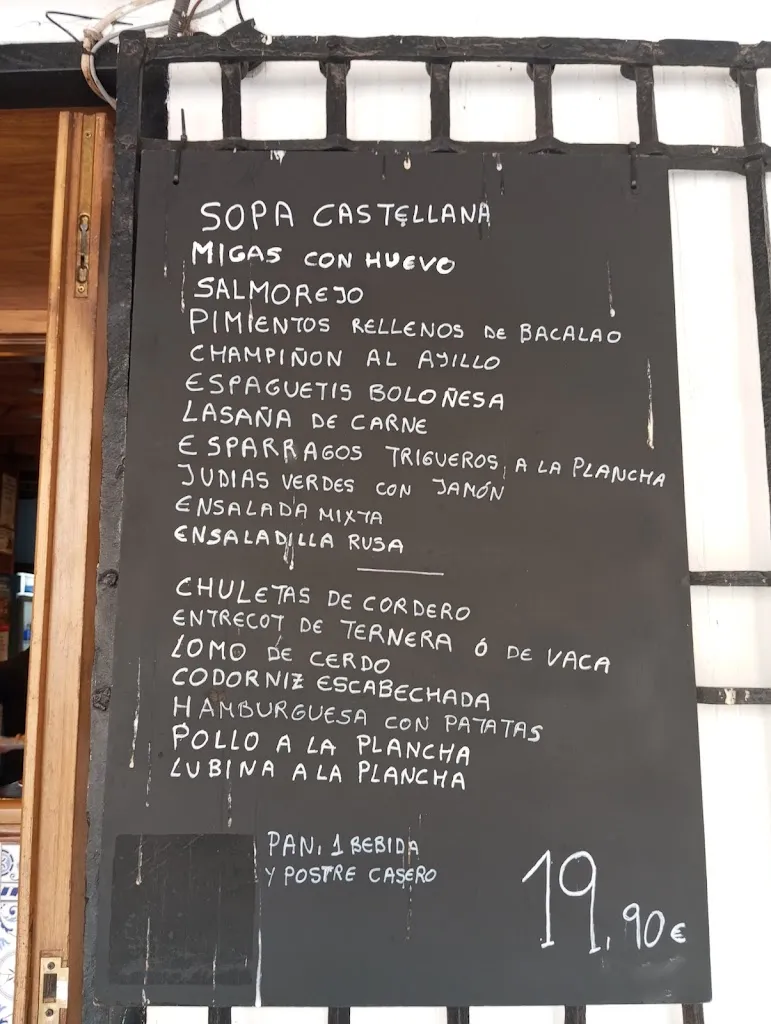 SOPA CASTELLANA
MIGAS CON HUEVO
SALMOREJO
PIMIENTOS RELLENOS DE BACALAO
CHAMPIÑON AL AJILLO
ESPAGUETIS BOLOÑESA
LASAÑA DE CARNE
ESPARRAGOS TRIGUEROS, A LA PLANCHA
JUDIAS VERDES CON JAMÓN
ENSALADA MIXTA
ENSALADILLA RUSA
CHULETAS DE CORDERO
ENTRECOT DE TERNERA Ó DE VACA
LOMO DE CERDO
CODORNIZ ESCABECHADA
HAMBURGUESA CON PATATAS
POLLO A LA PLANCHA
LUBINA A LA PLANCHA
PAN, 1 BEBIDA
Y POSTRE CASERO
19,90€